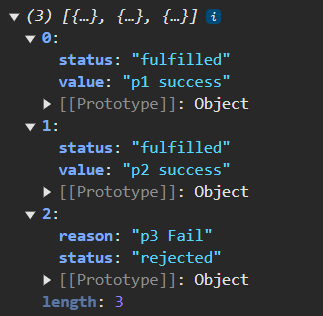 (3) [{…}, {…}, {…}] i
0:
status: "fulfilled"
value: "p1 success"
[[Prototype]]: Object
1:
status: "fulfilled"
value: "p2 success"
[[Prototype]]: Object
2:
reason: "p3 Fail"
status: "rejected"
[[Prototype]]: Object
length: 3